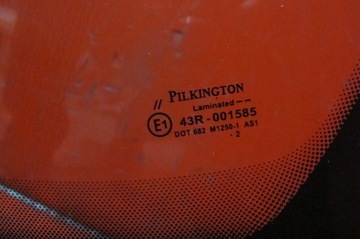 // PILKINGTON
Laminated --
E1 43R-001585
DOT 682 M1250-1 AS1
2